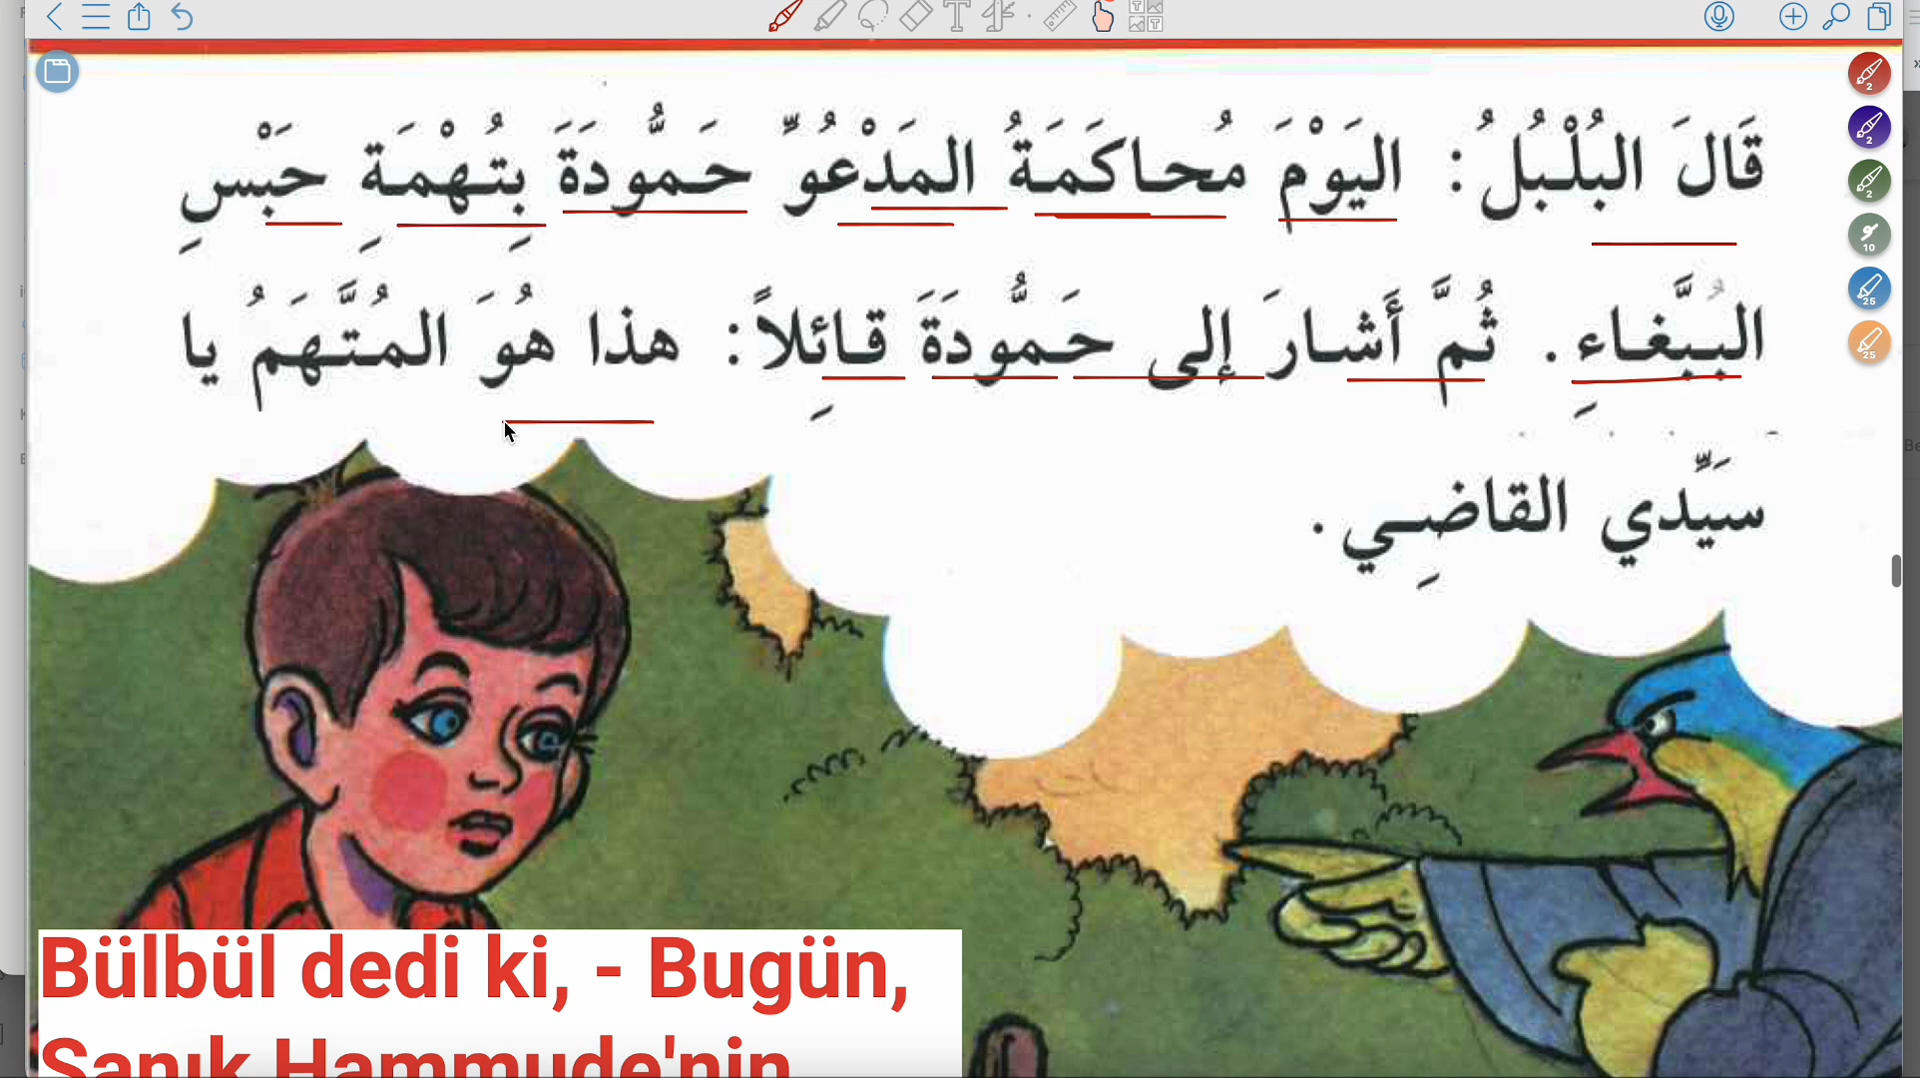 قَالَ البُلْبُلُ : اليَوْمَ مُحاكَمَةُ المَدْعُوِّ حَمُّودَةَ بِتُهْمَةِ حَبْسِ
البُبَّغاءِ . ثُمَّ أَشارَ إِلى حَمُّودَةَ قائِلاً : هذا هُوَ المُتَّهَمُ يا
سَيِّدي القاضِي .
Bülbül dedi ki, - Bugün,
Sanık Hammude'nin